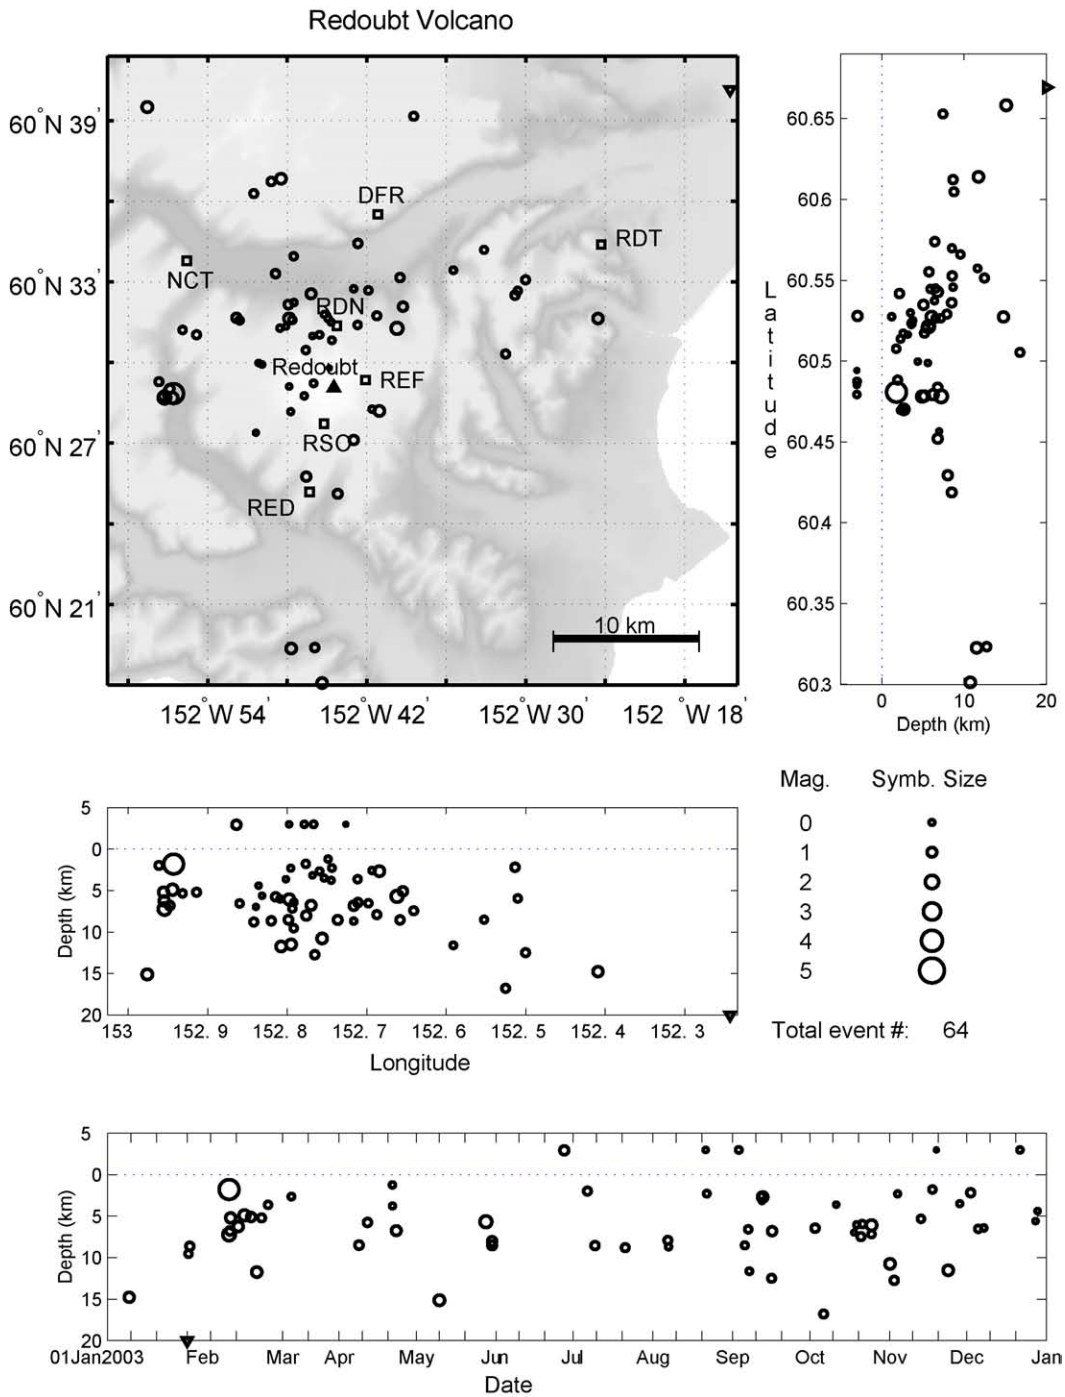 Redoubt Volcano
60°N 39'
60°N 33'
60°N 27'
60°N 21'
DFR
RDT
NCT
RDN
Redoubt
REF
RSO
RED
10 km
152°W 54' 152°W 42' 152°W 30' 152°W 18'
60.65
60.6
60.55
60.5
60.45
60.4
60.35
60.3
Latitude
0 10 20
Depth (km)
5
0
5
10
15
20
Depth (km)
153 152. 9 152. 8 152. 7 152. 6 152. 5 152. 4 152. 3
Longitude
Mag. Symb. Size
0
1
2
3
4
5
Total event #: 64
5
0
5
10
15
20
Depth (km)
01Jan2003 Feb Mar Apr May Jun Jul Aug Sep Oct Nov Dec Jan
Date